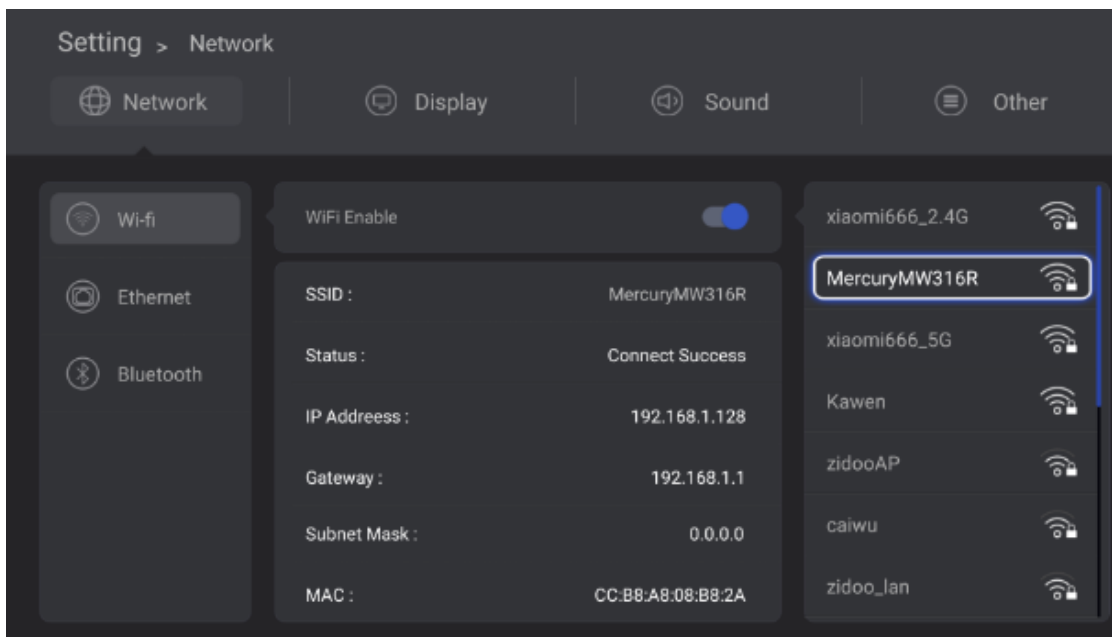 Setting > Network
Network
Display
Sound
Other
Wi-fi
Ethernet
Bluetooth
WiFi Enable
SSID : MercuryMW316R
Status : Connect Success
IP Addreess : 192.168.1.128
Gateway : 192.168.1.1
Subnet Mask : 0.0.0.0
MAC : CC:B8:A8:08:B8:2A
xiaomi666_2.4G
MercuryMW316R
xiaomi666_5G
Kawen
zidooAP
caiwu
zidoo_lan